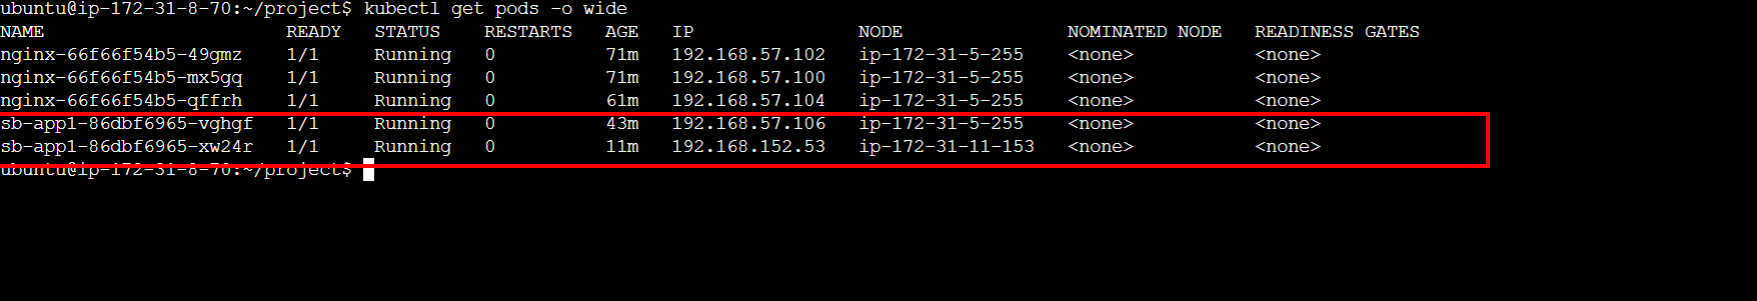 ubuntu@ip-172-31-8-70:~/project$ kubectl get pods -o wide
NAME READY STATUS RESTARTS AGE IP NODE NOMINATED NODE READINESS GATES
nginx-66f66f54b5-49gmz 1/1 Running 0 71m 192.168.57.102 ip-172-31-5-255 <none> <none>
nginx-66f66f54b5-mx5gq 1/1 Running 0 71m 192.168.57.100 ip-172-31-5-255 <none> <none>
nginx-66f66f54b5-qffrh 1/1 Running 0 61m 192.168.57.104 ip-172-31-5-255 <none> <none>
sb-app1-86dbf6965-vghgf 1/1 Running 0 43m 192.168.57.106 ip-172-31-5-255 <none> <none>
sb-app1-86dbf6965-xw24r 1/1 Running 0 11m 192.168.152.53 ip-172-31-11-153 <none> <none>
ubuntu@ip-172-31-8-70:~/project$